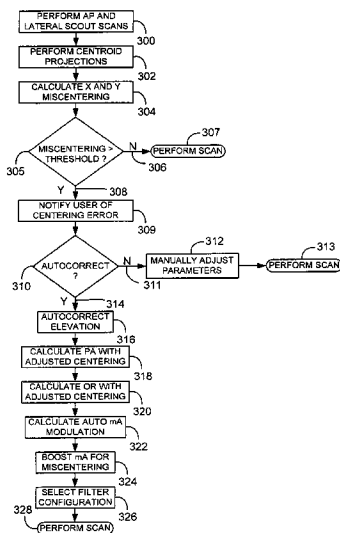 PERFORM AP AND
LATERAL SCOUT SCANS
300
PERFORM CENTROID
PROJECTIONS
302
CALCULATE X AND Y
MISCENTERING
304
MISCENTERING >
THRESHOLD ?
305
N
306
307
PERFORM SCAN
Y
308
NOTIFY USER OF
CENTERING ERROR
309
AUTOCORRECT
?
310
N
311
312
MANUALLY ADJUST
PARAMETERS
313
PERFORM SCAN
Y
314
AUTOCORRECT
ELEVATION
316
CALCULATE PA WITH
ADJUSTED CENTERING
318
CALCULATE OR WITH
ADJUSTED CENTERING
320
CALCULATE AUTO mA
MODULATION
322
BOOST mA FOR
MISCENTERING
324
SELECT FILTER
CONFIGURATION
326
328
PERFORM SCAN